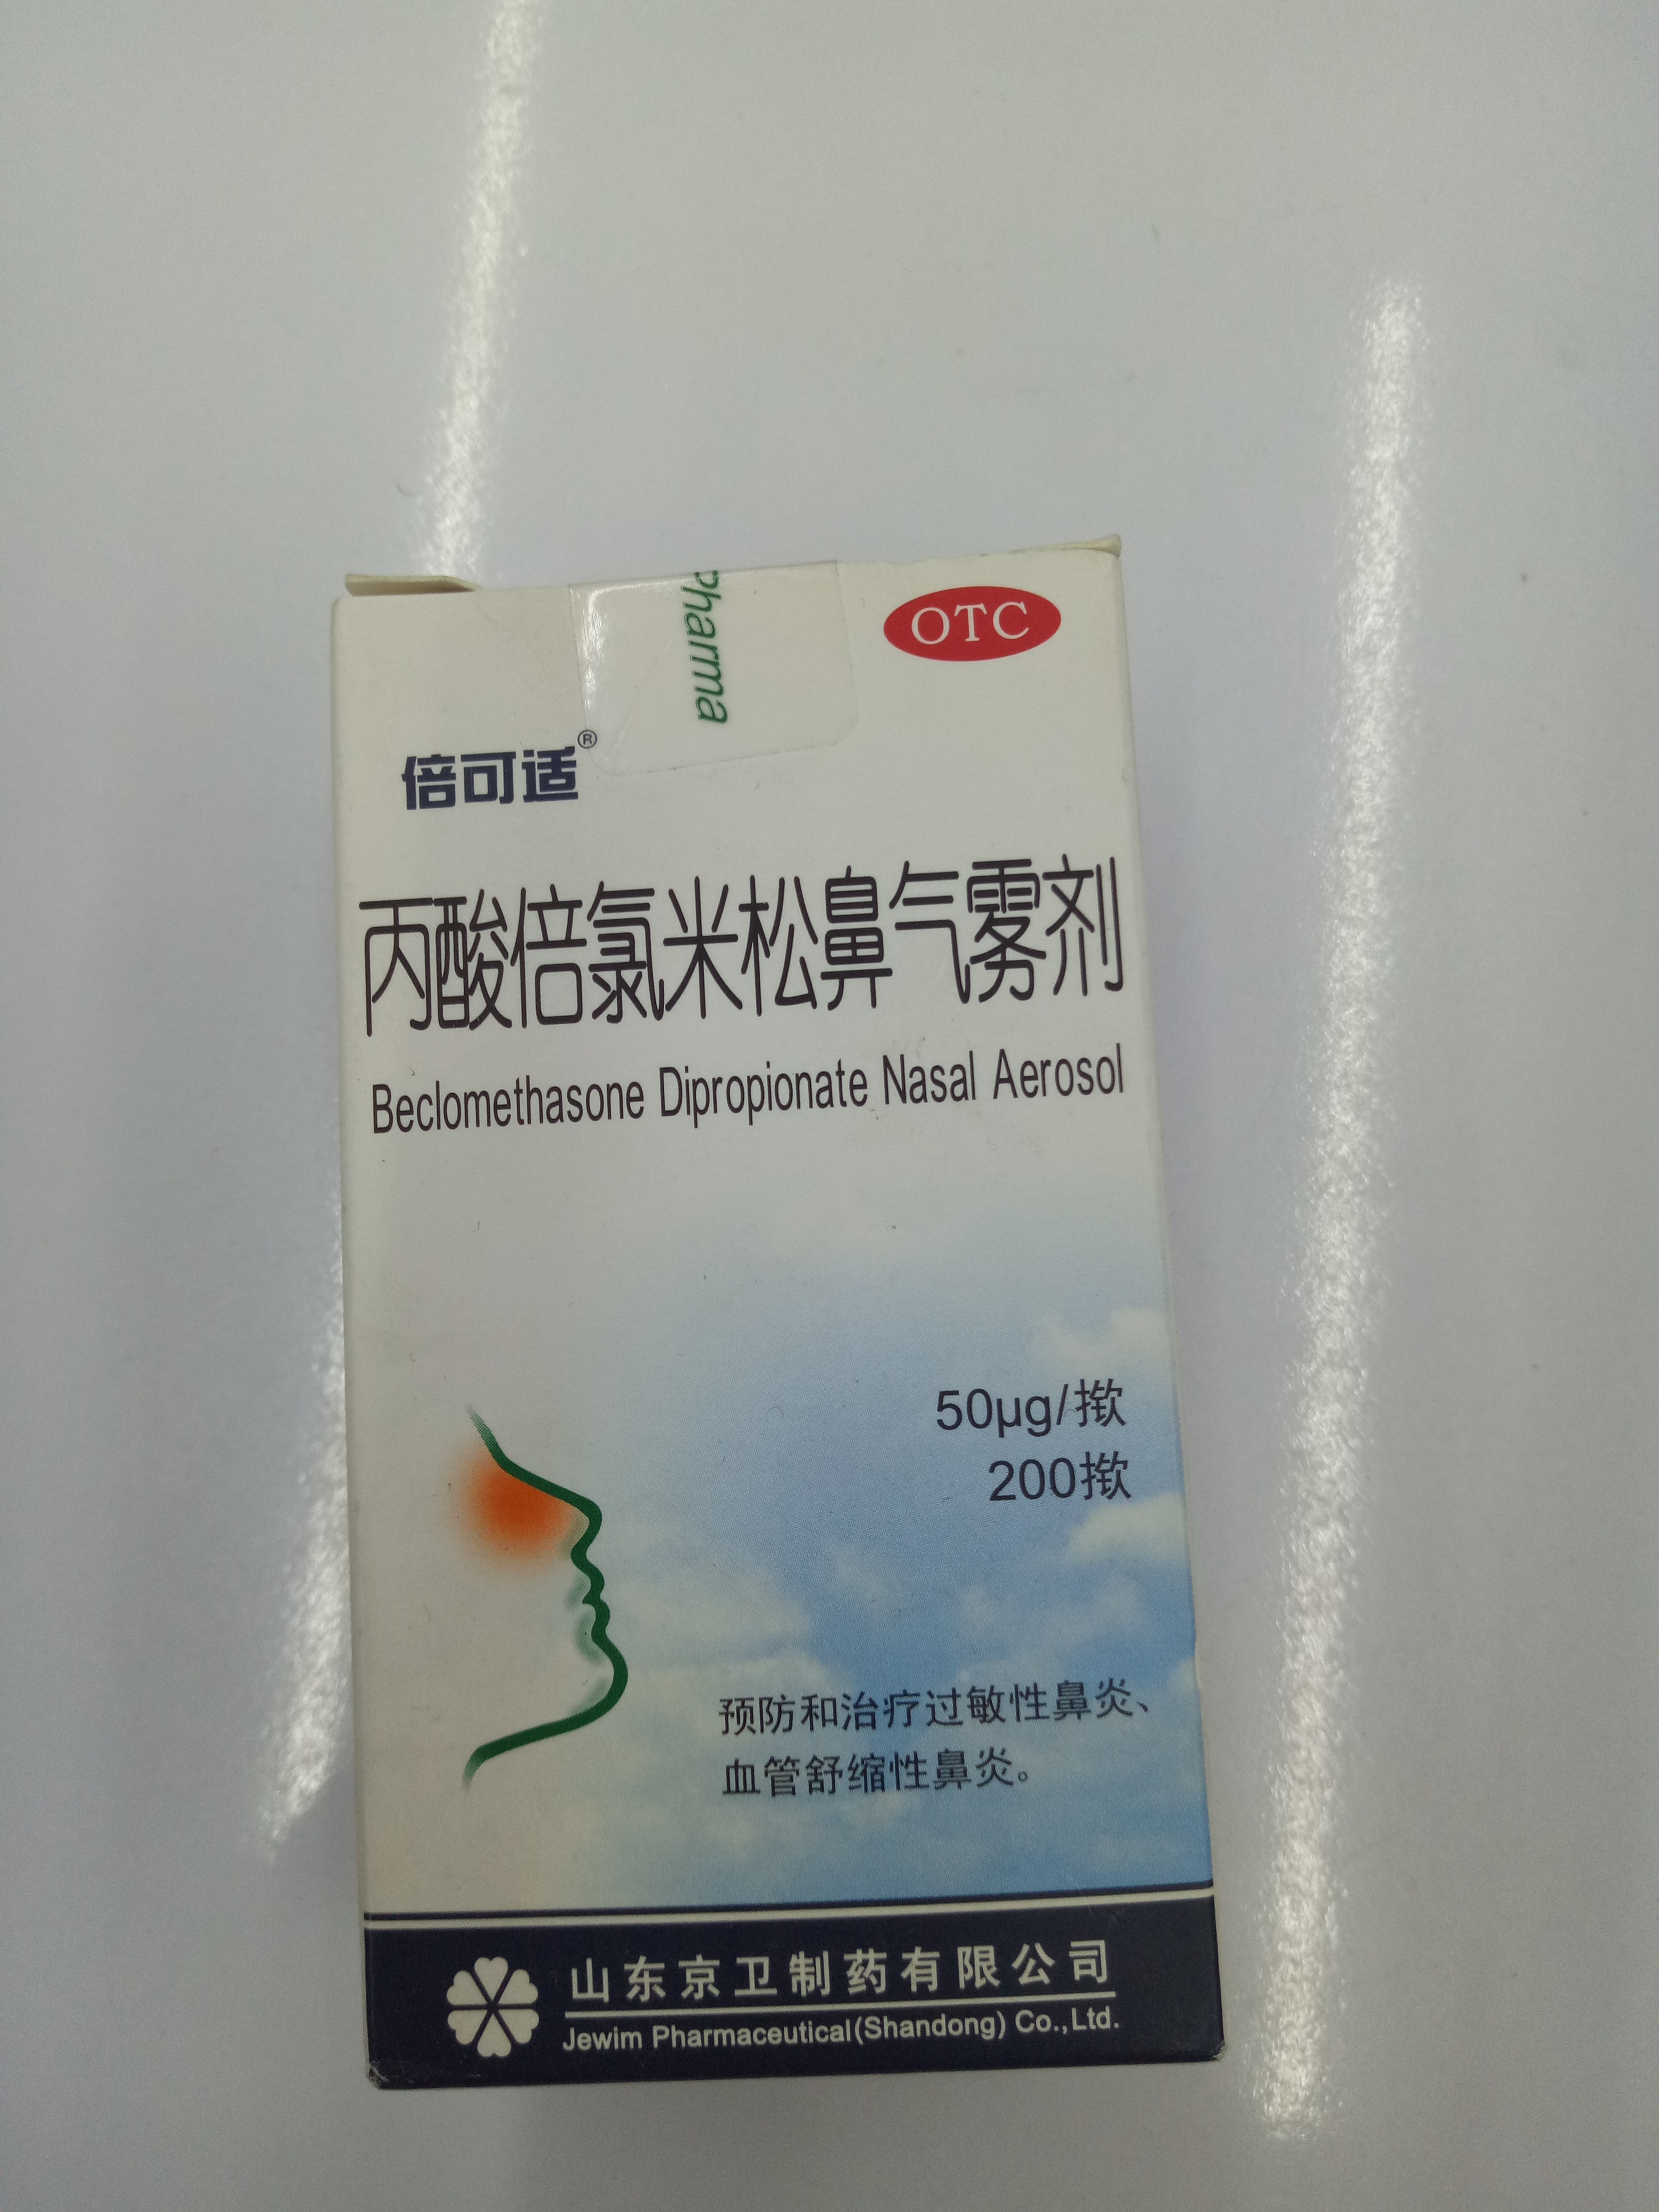 Pharma
OTC
倍可适®
丙酸倍氯米松鼻气雾剂
Beclomethasone Dipropionate Nasal Aerosol
50μg/揿
200揿
预防和治疗过敏性鼻炎、
血管舒缩性鼻炎。
山东京卫制药有限公司
Jewim Pharmaceutical(Shandong) Co.,Ltd.